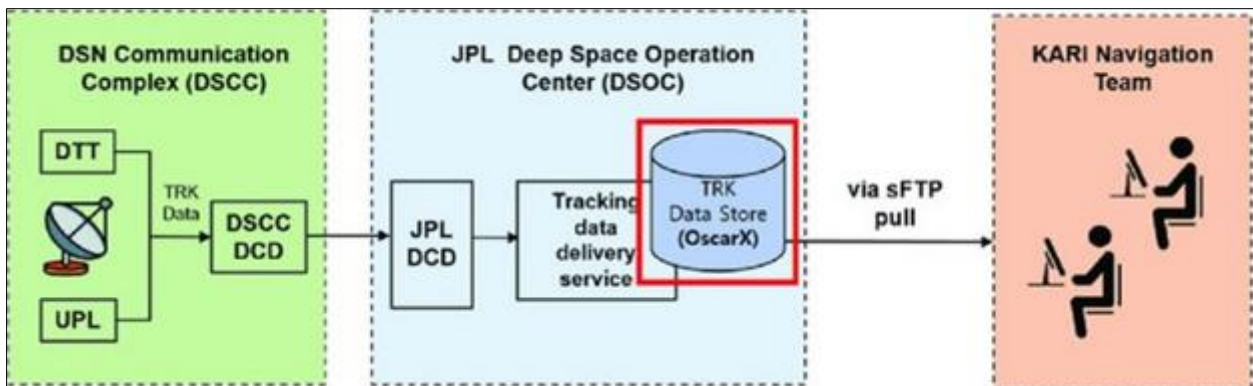 DSN Communication
Complex (DSCC)
DTT
TRK
Data
DSCC
DCD
UPL
JPL Deep Space Operation
Center (DSOC)
JPL
DCD
Tracking
data
delivery
service
TRK
Data Store
(OscarX)
via sFTP
pull
KARI Navigation
Team